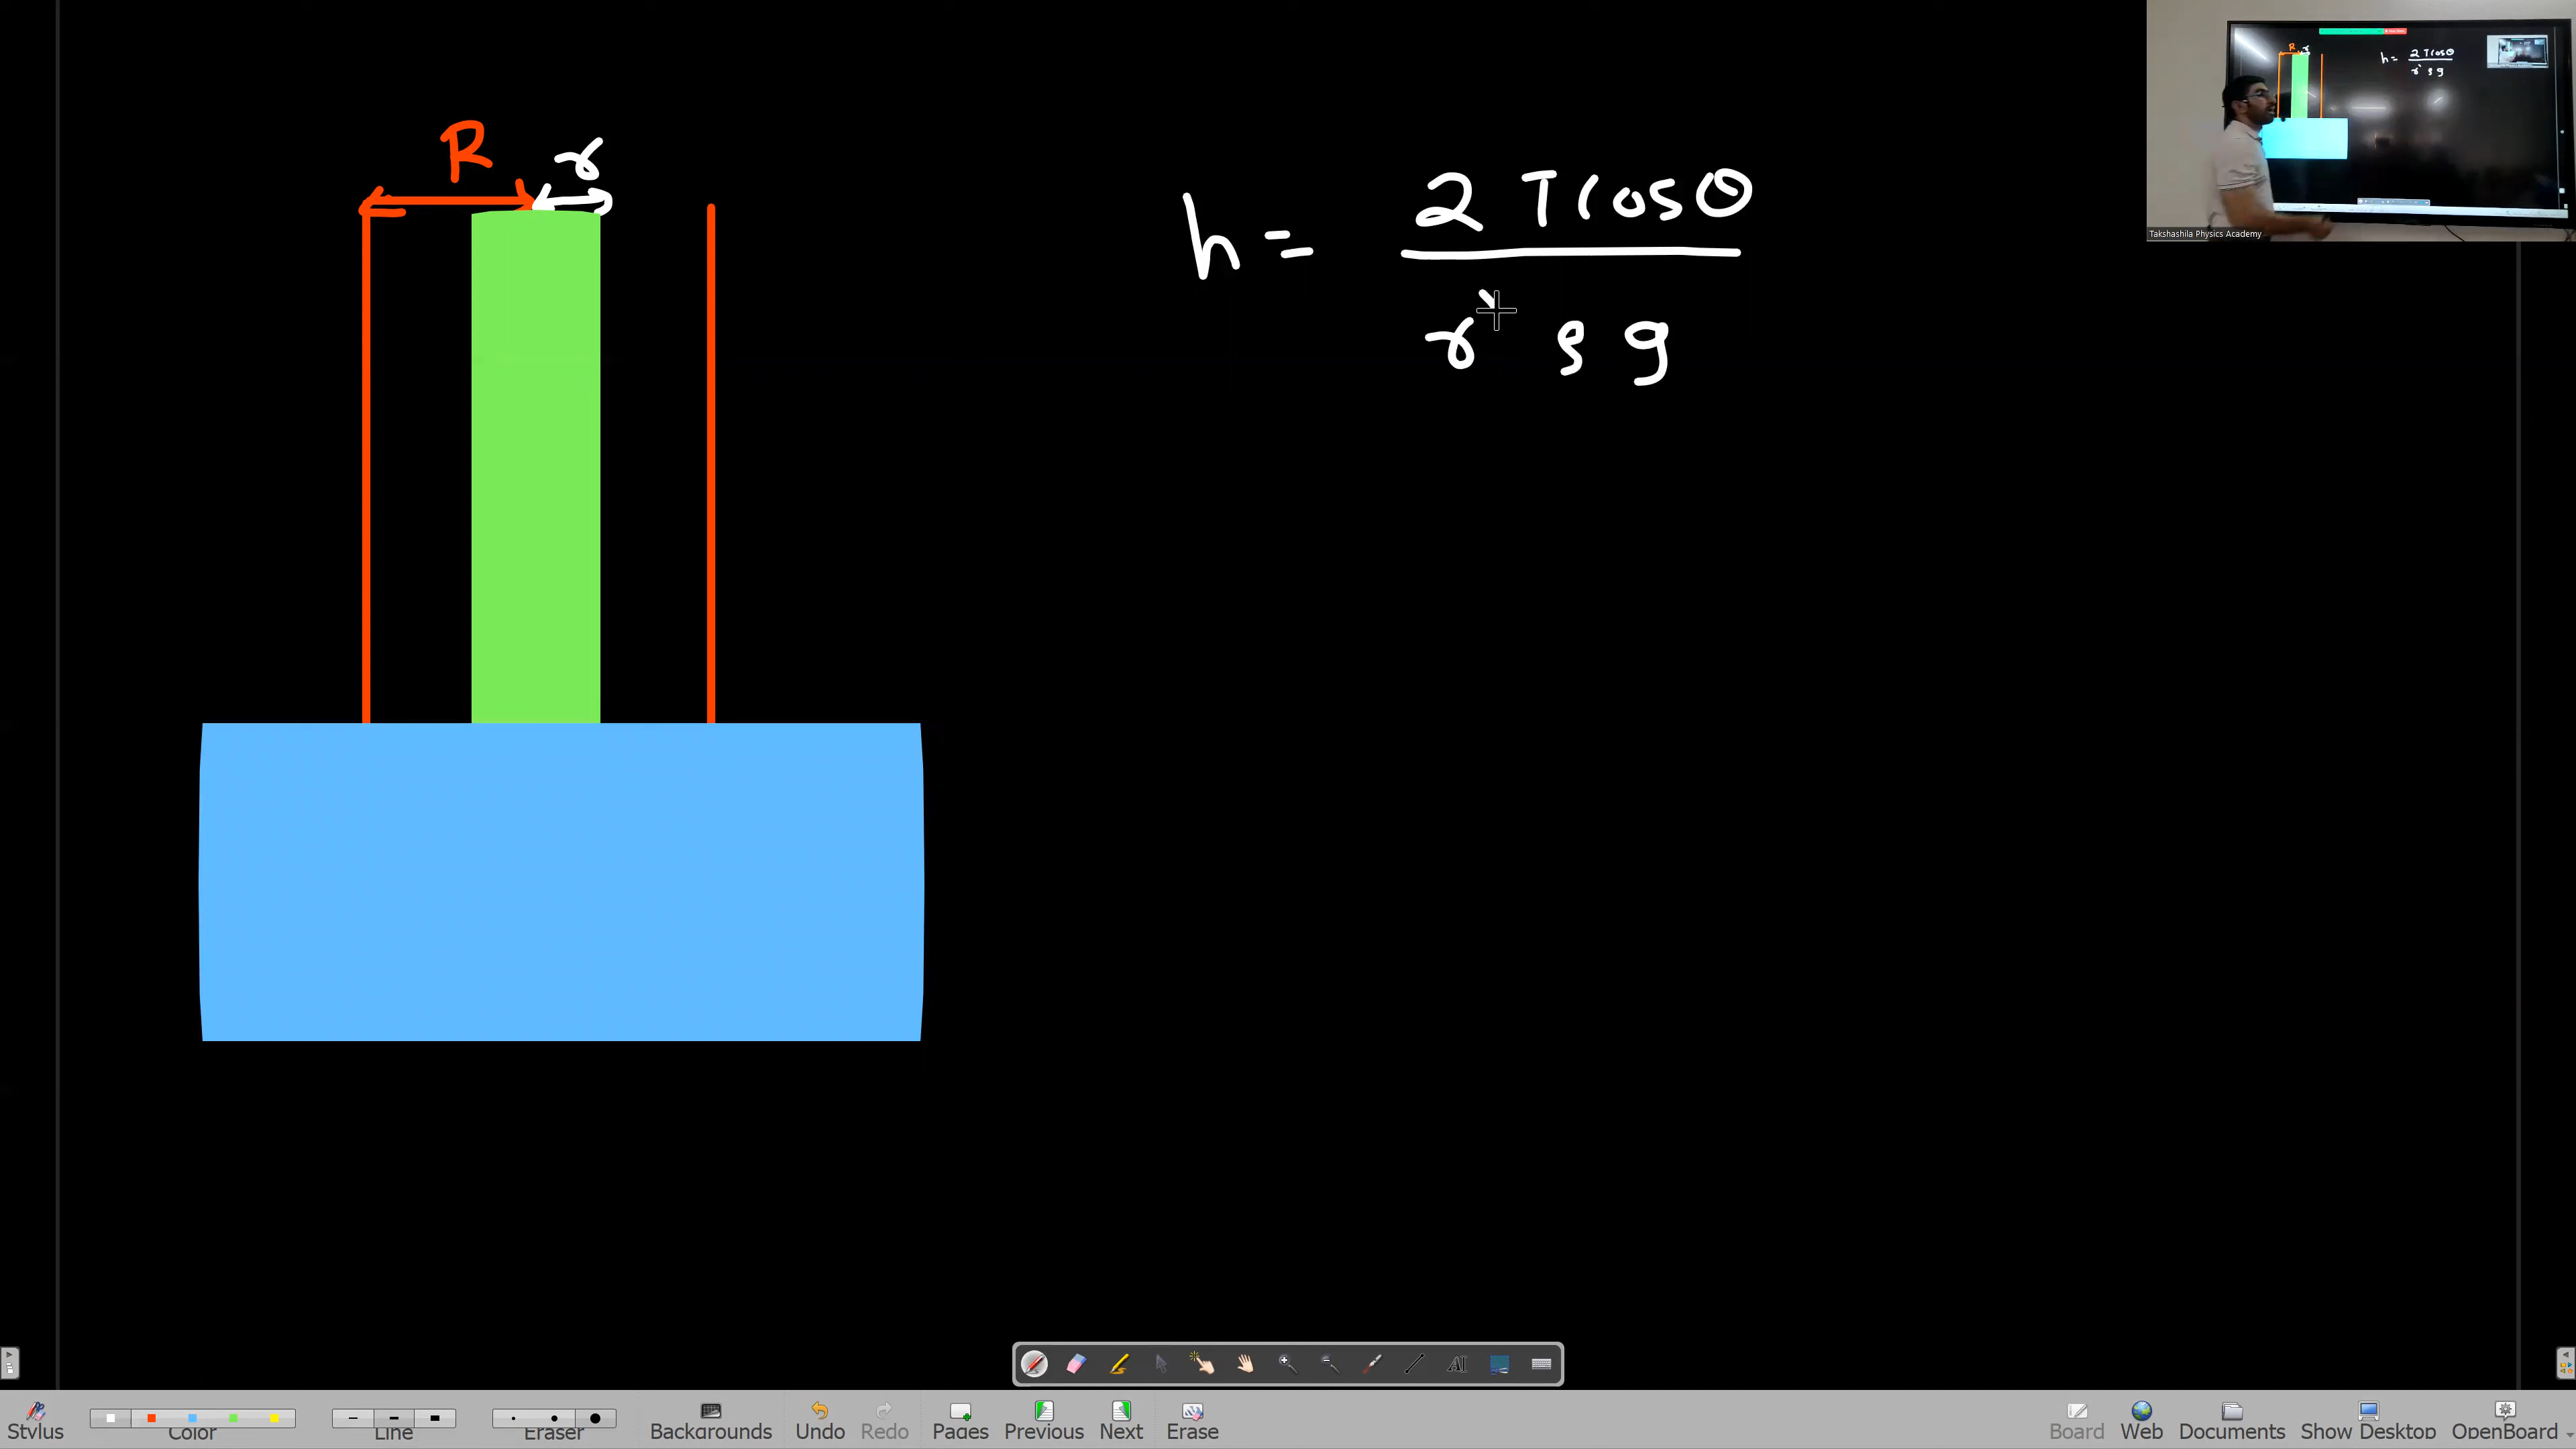 R r
h = 2 T cosθ
r` ρ g
Takshashila Physics Academy
Stylus Color Line Eraser Backgrounds Undo Redo Pages Previous Next Erase Board Web Documents Show Desktop OpenBoard